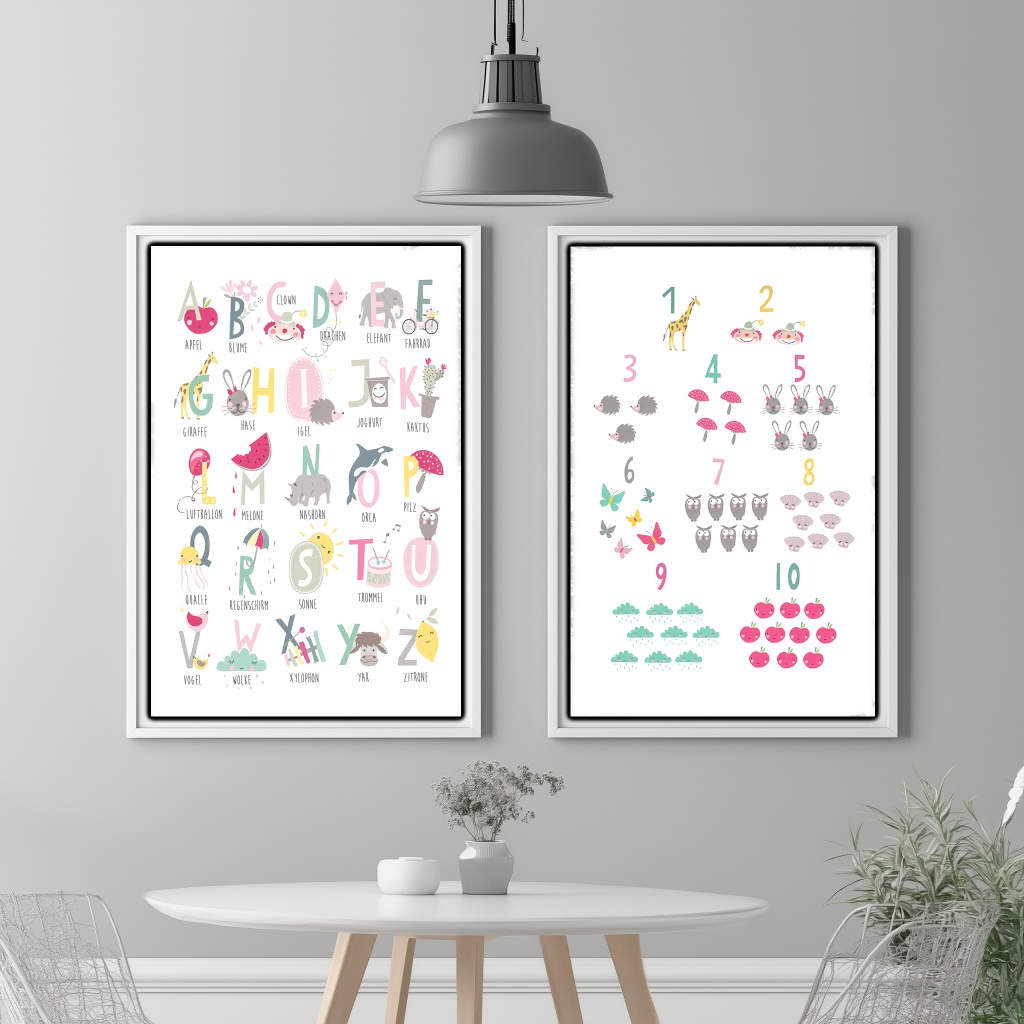 A B C D E F
CLOWN
APFEL BLUME DRACHEN ELEFANT FAHRRAD
G H I J K
GIRAFFE HASE IGEL JOGHURT KAKTUS
L M N O P
LUFTBALLON MELONE NASHORN ORCA PILZ
Q R S T U
QUALLE REGENSCHIRM SONNE TROMMEL UHU
V W X Y Z
VOGEL WOLKE XYLOPHON YAK ZITRONE
1 2
3 4 5
6 7 8
9 10